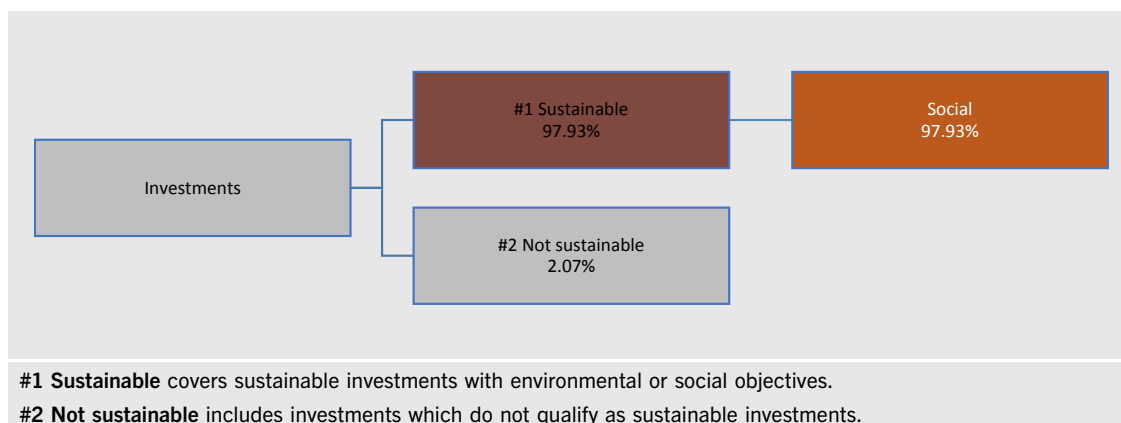 #1 Sustainable
97.93%
Social
97.93%
Investments
#2 Not sustainable
2.07%
#1 Sustainable covers sustainable investments with environmental or social objectives.
#2 Not sustainable includes investments which do not qualify as sustainable investments.